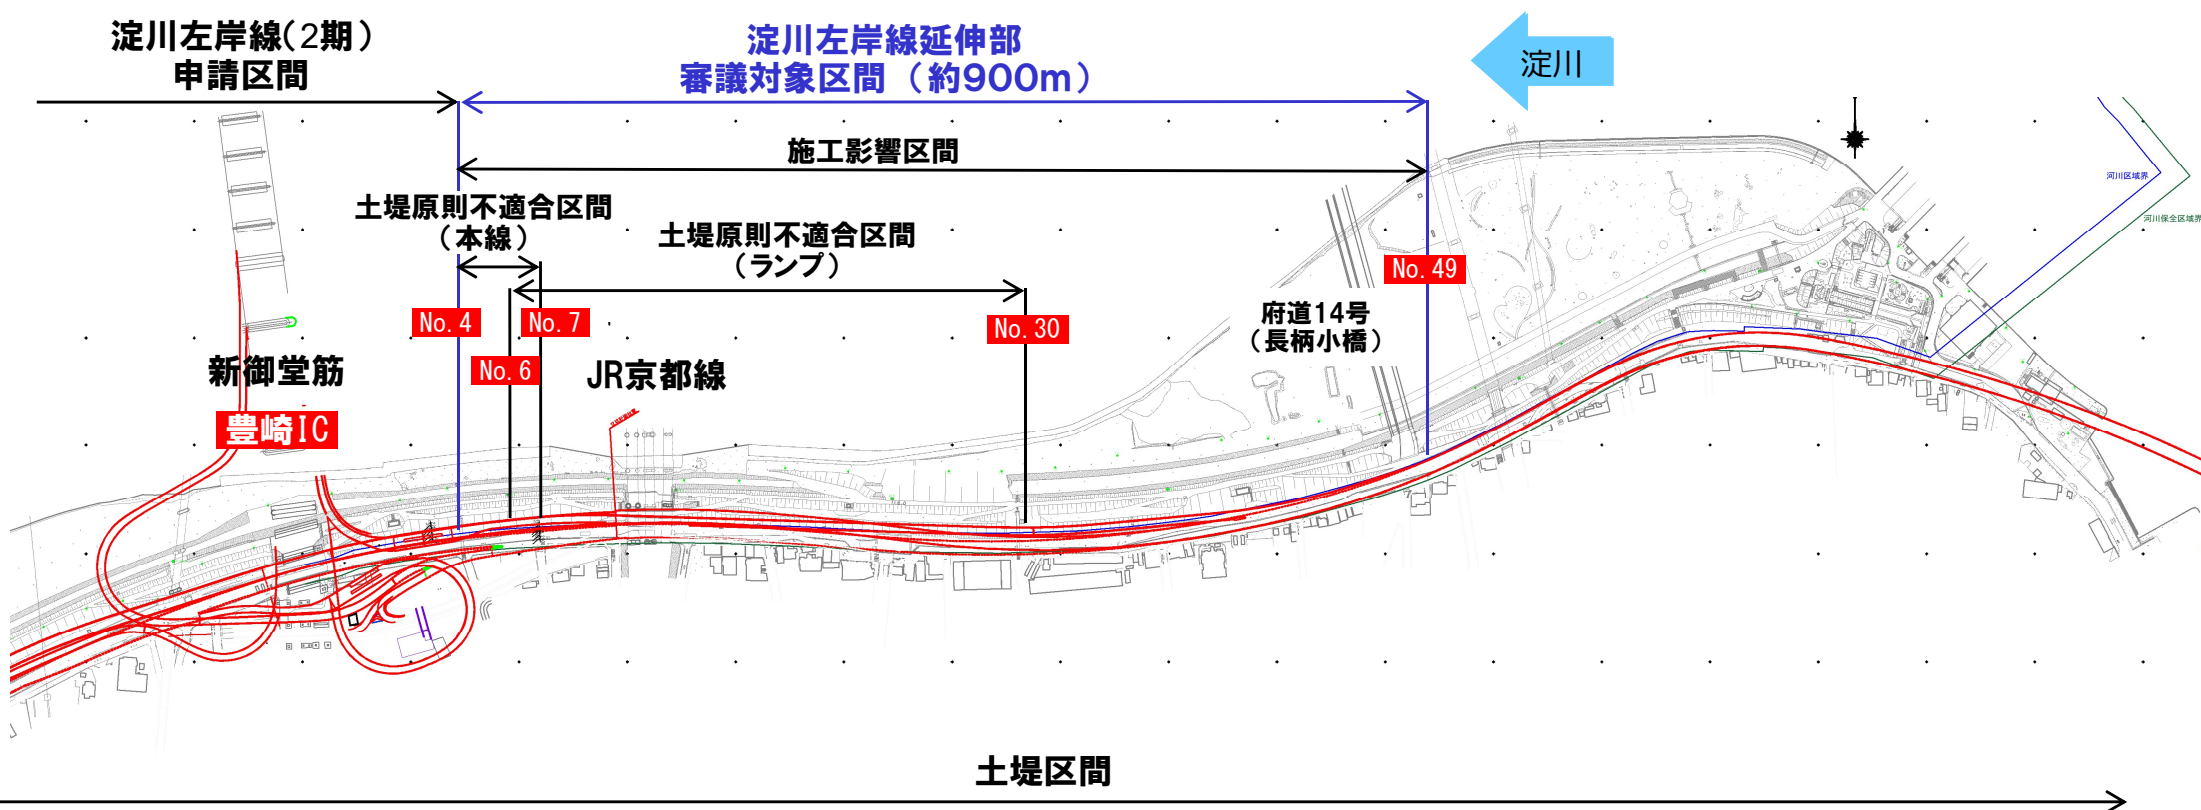 淀川左岸線(2期)
申請区間
淀川左岸線延伸部
審議対象区間（約900m）
淀川
施工影響区間
土堤原則不適合区間
（本線）
土堤原則不適合区間
（ランプ）
河川区域界
河川保全区域界
No. 49
No. 4
No. 7
No. 30
府道14号
（長柄小橋）
No. 6
新御堂筋
JR京都線
豊崎IC
土堤区間